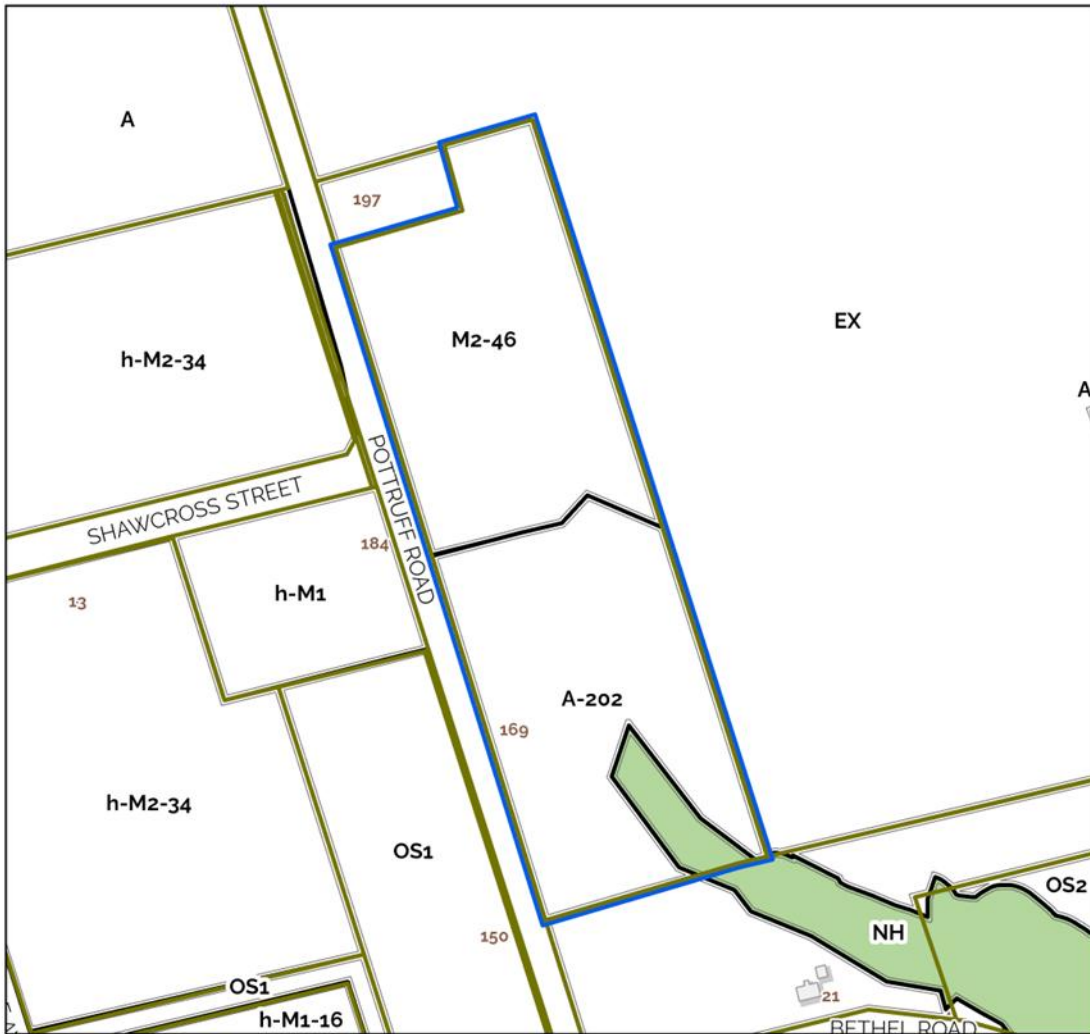 A
197
EX
M2-46
h-M2-34
A
POTTRUFF ROAD
SHAWCROSS STREET
184
h-M1
13
A-202
169
h-M2-34
OS1
OS2
NH
150
OS1
21
h-M1-16
BETHEL ROAD